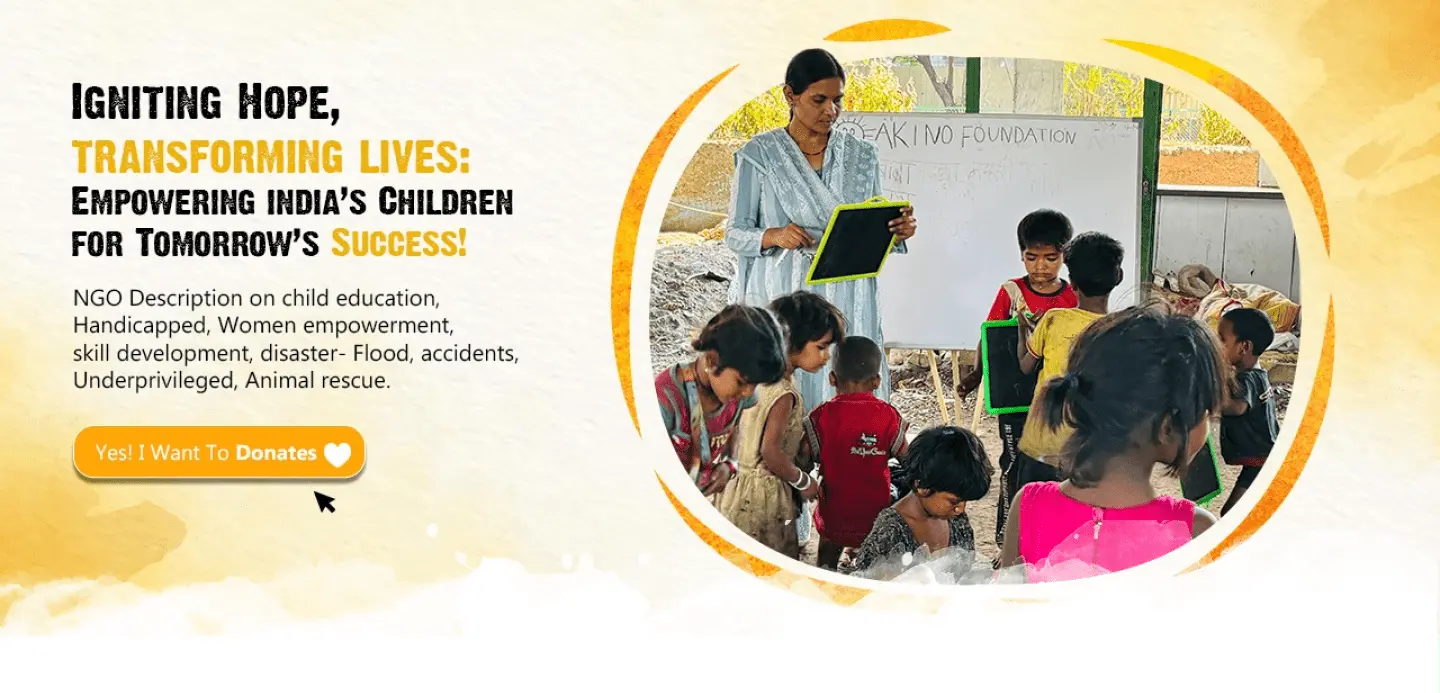 IGNITING HOPE,
TRANSFORMING LIVES:
EMPOWERING INDIA'S CHILDREN
FOR TOMORROW'S SUCCESS!
NGO Description on child education,
Handicapped, Women empowerment,
skill development, disaster- Flood, accidents,
Underprivileged, Animal rescue.
Yes! I Want To Donates
EAKINO FOUNDATION